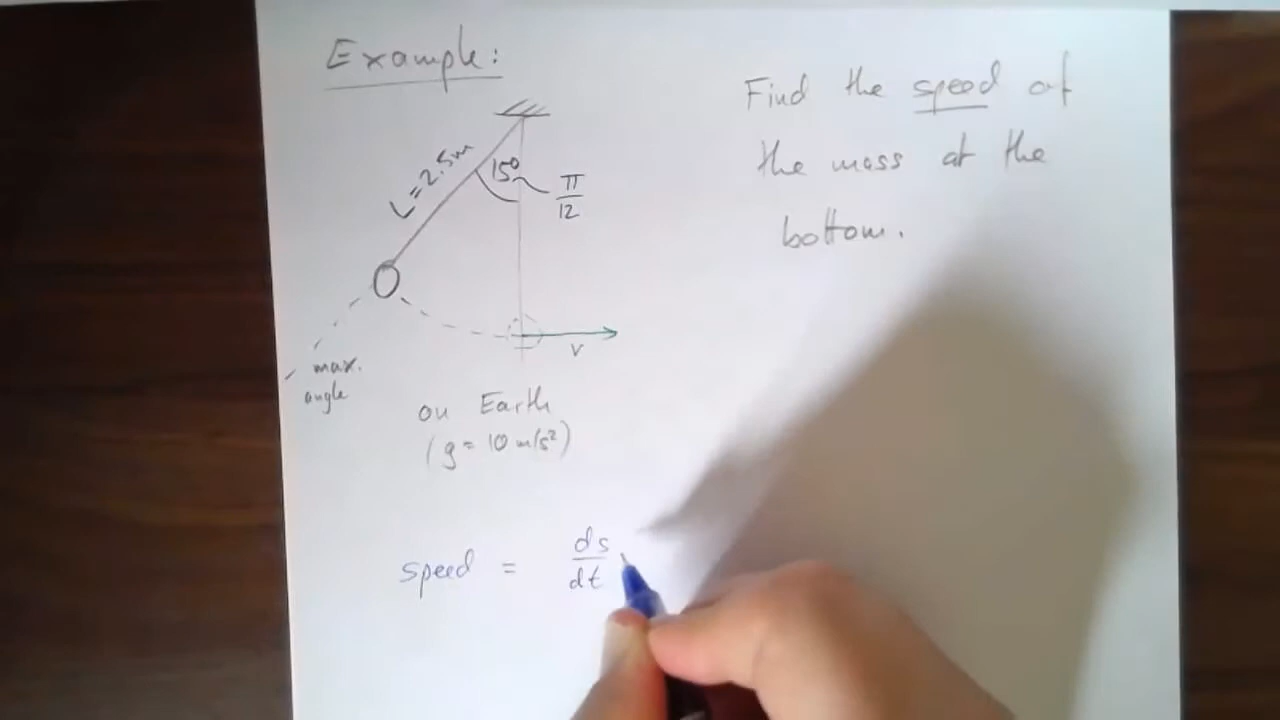 Example:
Find the speed of
the mass at the
bottom.
L = 2.5m
15°
π/12
v
max.
angle
on Earth
(g = 10 m/s²)
speed = ds/dt